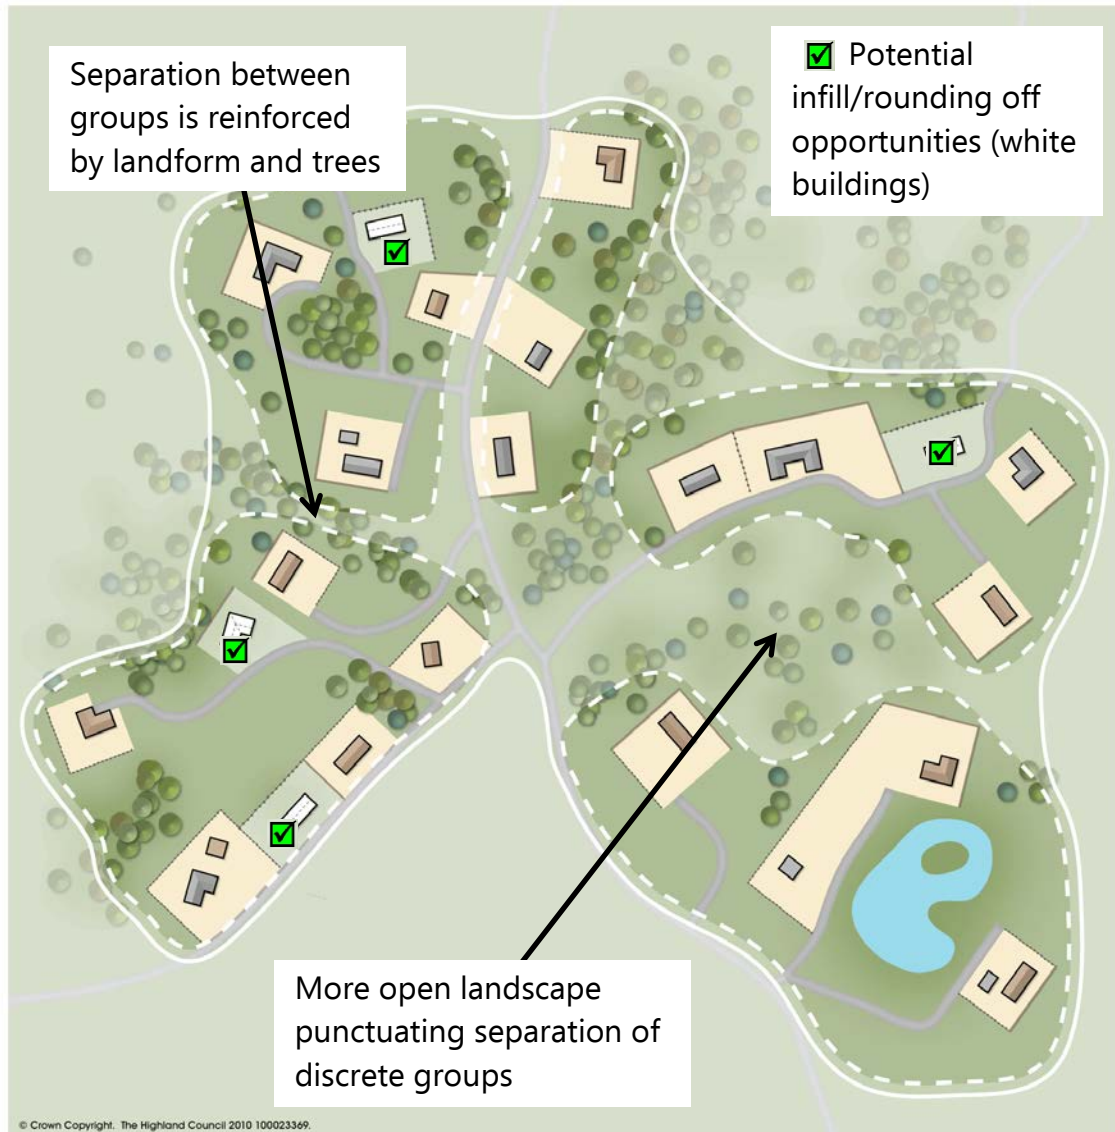 Separation between
groups is reinforced
by landform and trees
Potential
infill/rounding off
opportunities (white
buildings)
More open landscape
punctuating separation of
discrete groups
© Crown Copyright. The Highland Council 2010 100023369.